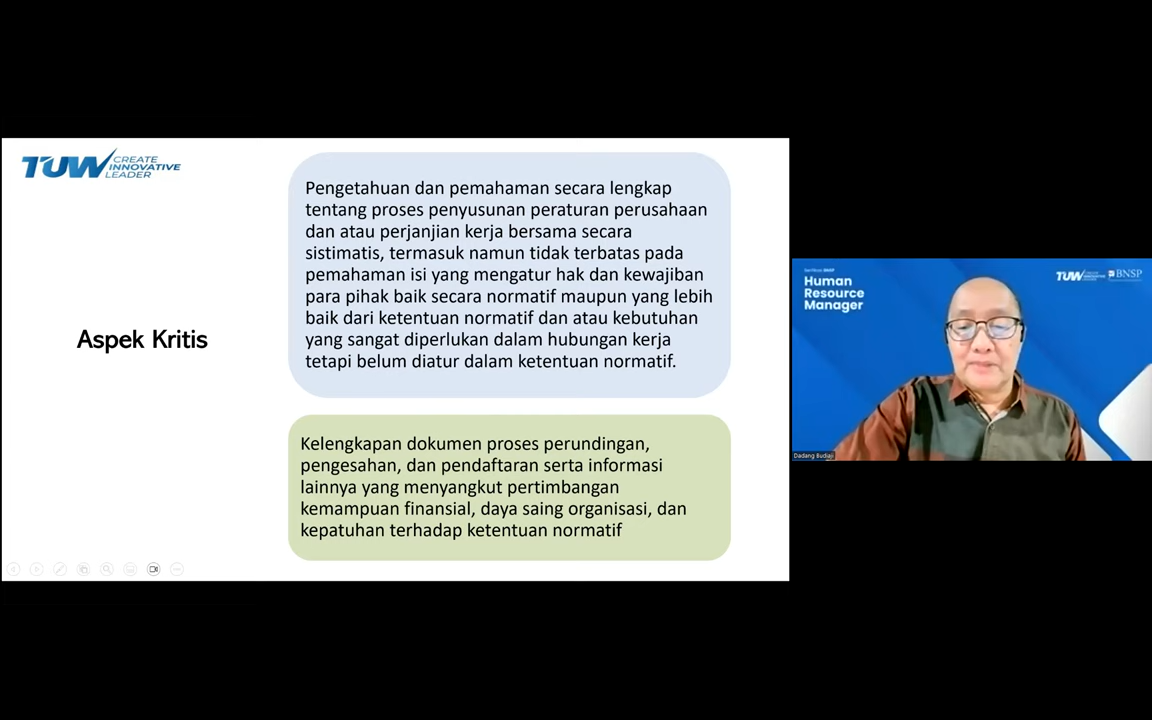 TUW CREATE
INNOVATIVE
LEADER
Aspek Kritis
Pengetahuan dan pemahaman secara lengkap
tentang proses penyusunan peraturan perusahaan
dan atau perjanjian kerja bersama secara
sistimatis, termasuk namun tidak terbatas pada
pemahaman isi yang mengatur hak dan kewajiban
para pihak baik secara normatif maupun yang lebih
baik dari ketentuan normatif dan atau kebutuhan
yang sangat diperlukan dalam hubungan kerja
tetapi belum diatur dalam ketentuan normatif.
Kelengkapan dokumen proses perundingan,
pengesahan, dan pendaftaran serta informasi
lainnya yang menyangkut pertimbangan
kemampuan finansial, daya saing organisasi, dan
kepatuhan terhadap ketentuan normatif
Human
Resource
Manager
TUW
BNSP
Dadang Budiaji